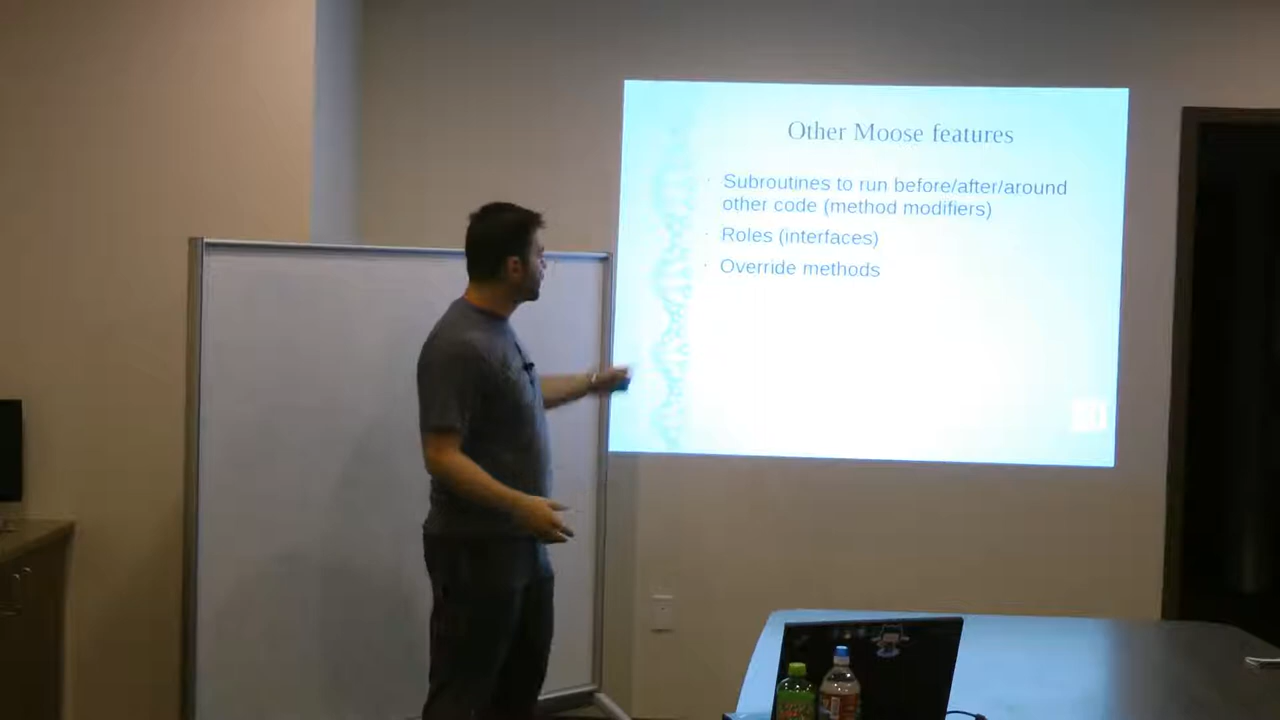 Other Moose features
· Subroutines to run before/after/around
other code (method modifiers)
· Roles (interfaces)
· Override methods